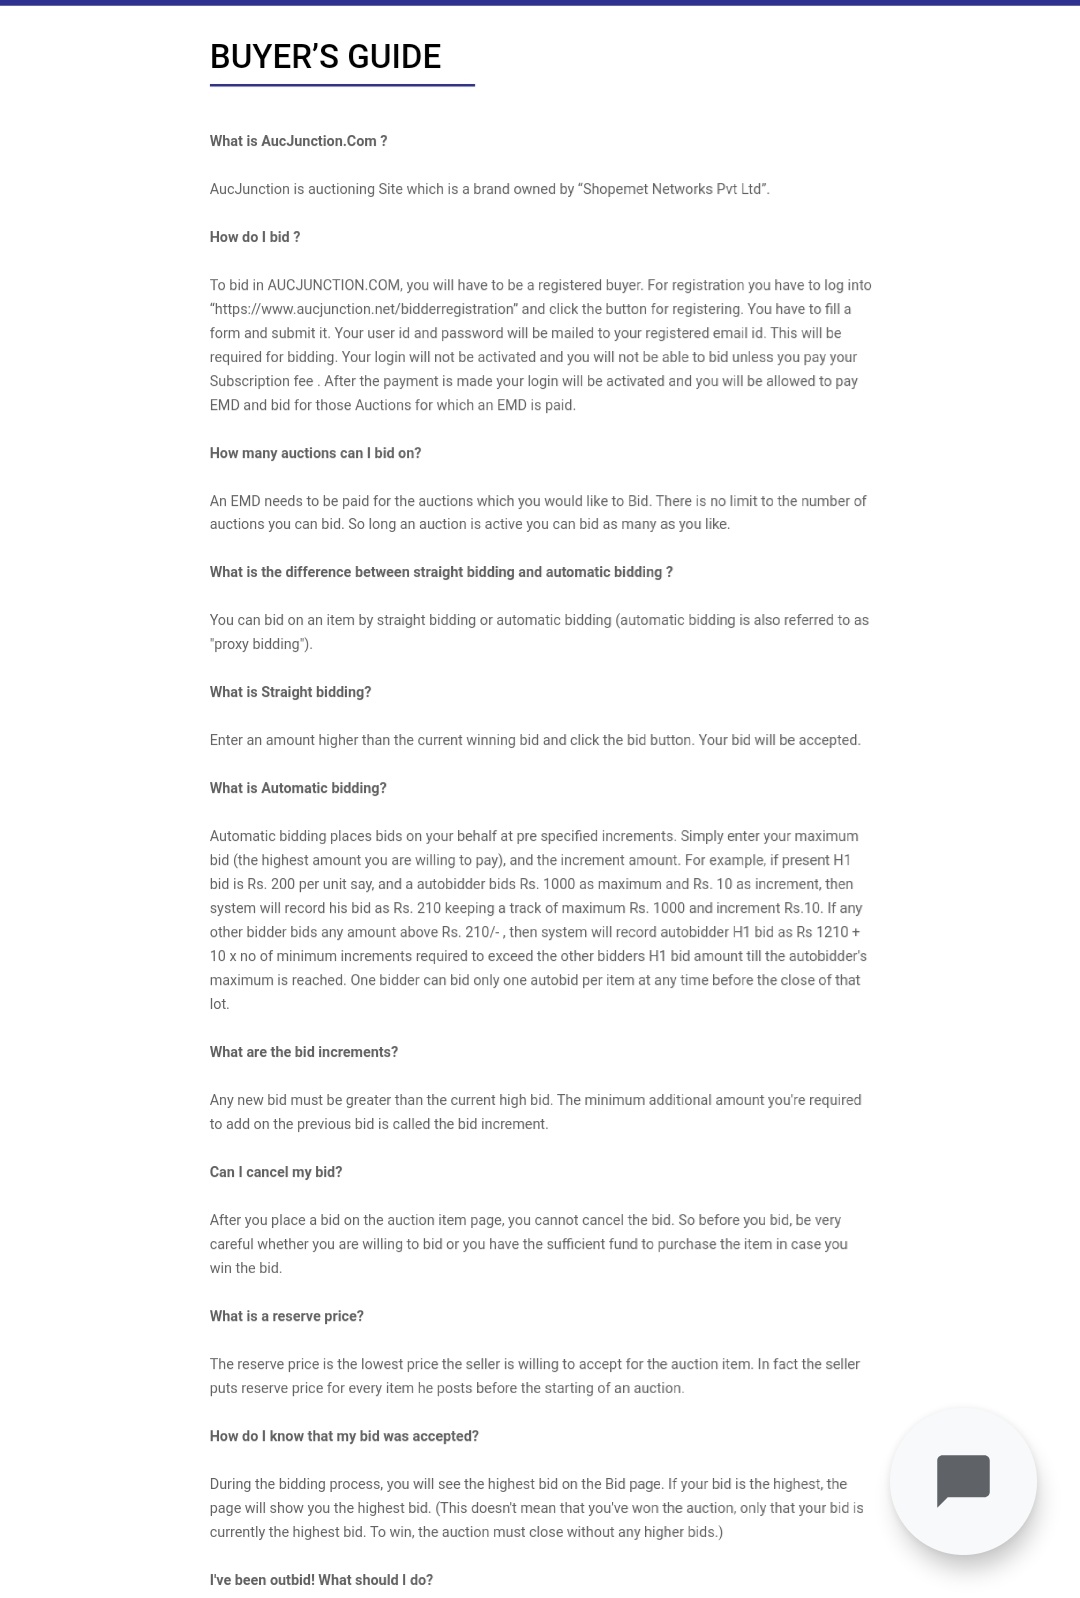 BUYER’S GUIDE
What is AucJunction.Com ?
AucJunction is auctioning Site which is a brand owned by “Shopemet Networks Pvt Ltd”.
How do I bid ?
To bid in AUCJUNCTION.COM, you will have to be a registered buyer. For registration you have to log into
“https://www.aucjunction.net/bidderregistration” and click the button for registering. You have to fill a
form and submit it. Your user id and password will be mailed to your registered email id. This will be
required for bidding. Your login will not be activated and you will not be able to bid unless you pay your
Subscription fee . After the payment is made your login will be activated and you will be allowed to pay
EMD and bid for those Auctions for which an EMD is paid.
How many auctions can I bid on?
An EMD needs to be paid for the auctions which you would like to Bid. There is no limit to the number of
auctions you can bid. So long an auction is active you can bid as many as you like.
What is the difference between straight bidding and automatic bidding ?
You can bid on an item by straight bidding or automatic bidding (automatic bidding is also referred to as
"proxy bidding").
What is Straight bidding?
Enter an amount higher than the current winning bid and click the bid button. Your bid will be accepted.
What is Automatic bidding?
Automatic bidding places bids on your behalf at pre specified increments. Simply enter your maximum
bid (the highest amount you are willing to pay), and the increment amount. For example, if present H1
bid is Rs. 200 per unit say, and a autobidder bids Rs. 1000 as maximum and Rs. 10 as increment, then
system will record his bid as Rs. 210 keeping a track of maximum Rs. 1000 and increment Rs.10. If any
other bidder bids any amount above Rs. 210/- , then system will record autobidder H1 bid as Rs 1210 +
10 x no of minimum increments required to exceed the other bidders H1 bid amount till the autobidder's
maximum is reached. One bidder can bid only one autobid per item at any time before the close of that
lot.
What are the bid increments?
Any new bid must be greater than the current high bid. The minimum additional amount you're required
to add on the previous bid is called the bid increment.
Can I cancel my bid?
After you place a bid on the auction item page, you cannot cancel the bid. So before you bid, be very
careful whether you are willing to bid or you have the sufficient fund to purchase the item in case you
win the bid.
What is a reserve price?
The reserve price is the lowest price the seller is willing to accept for the auction item. In fact the seller
puts reserve price for every item he posts before the starting of an auction.
How do I know that my bid was accepted?
During the bidding process, you will see the highest bid on the Bid page. If your bid is the highest, the
page will show you the highest bid. (This doesn't mean that you've won the auction, only that your bid is
currently the highest bid. To win, the auction must close without any higher bids.)
I've been outbid! What should I do?